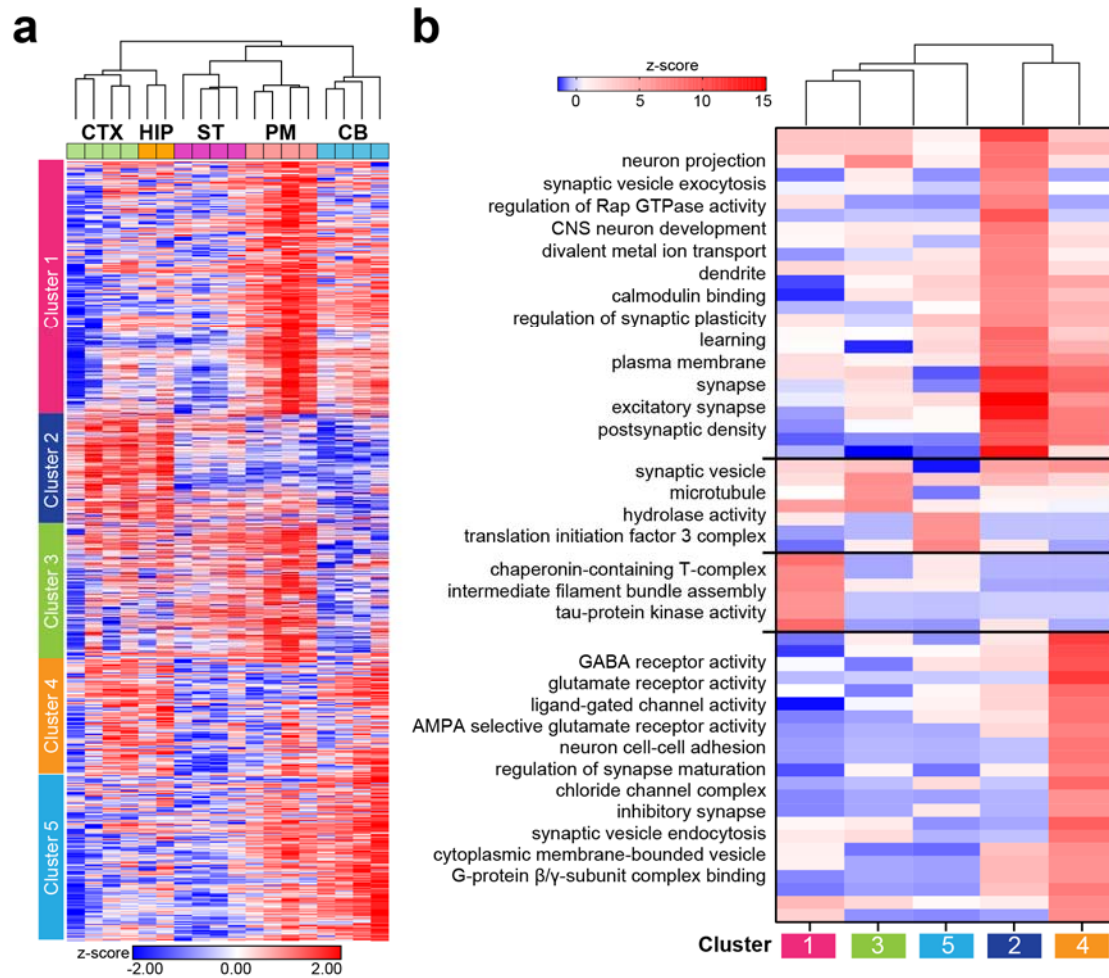 a
CTX HIP ST PM CB
Cluster 1
Cluster 2
Cluster 3
Cluster 4
Cluster 5
z-score
-2.00 0.00 2.00
b
z-score
0 5 10 15
neuron projection
synaptic vesicle exocytosis
regulation of Rap GTPase activity
CNS neuron development
divalent metal ion transport
dendrite
calmodulin binding
regulation of synaptic plasticity
learning
plasma membrane
synapse
excitatory synapse
postsynaptic density
synaptic vesicle
microtubule
hydrolase activity
translation initiation factor 3 complex
chaperonin-containing T-complex
intermediate filament bundle assembly
tau-protein kinase activity
GABA receptor activity
glutamate receptor activity
ligand-gated channel activity
AMPA selective glutamate receptor activity
neuron cell-cell adhesion
regulation of synapse maturation
chloride channel complex
inhibitory synapse
synaptic vesicle endocytosis
cytoplasmic membrane-bounded vesicle
G-protein β/γ-subunit complex binding
Cluster 1 3 5 2 4